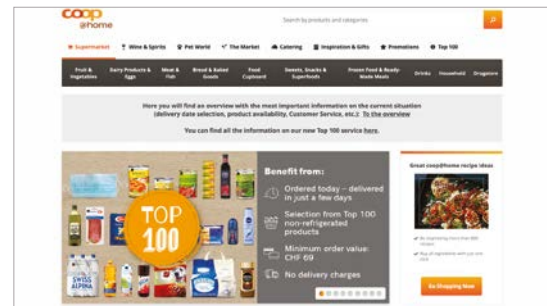 coop
@home
Search by products and categories
Supermarket
Wine & Spirits
Pet World
The Market
Catering
Inspiration & Gifts
Promotions
Top 100
Fruit &
Vegetables
Dairy Products &
Eggs
Meat &
Fish
Bread & Baked
Goods
Food
Cupboard
Sweets, Snacks &
Superfoods
Frozen Food & Ready-
Made Meals
Drinks
Household
Drugstore
Here you will find an overview with the most important information on the current situation
(delivery date selection, product availability, Customer Service, etc.): To the overview
You can find all the information on our new Top 100 service here.
TOP
100
SWISS
ALPINA
Benefit from:
Ordered today – delivered
in just a few days
Selection from Top 100
non-refrigerated
products
Minimum order value:
CHF 69
No delivery charges
Great coop@home recipe ideas
Go Shopping Now